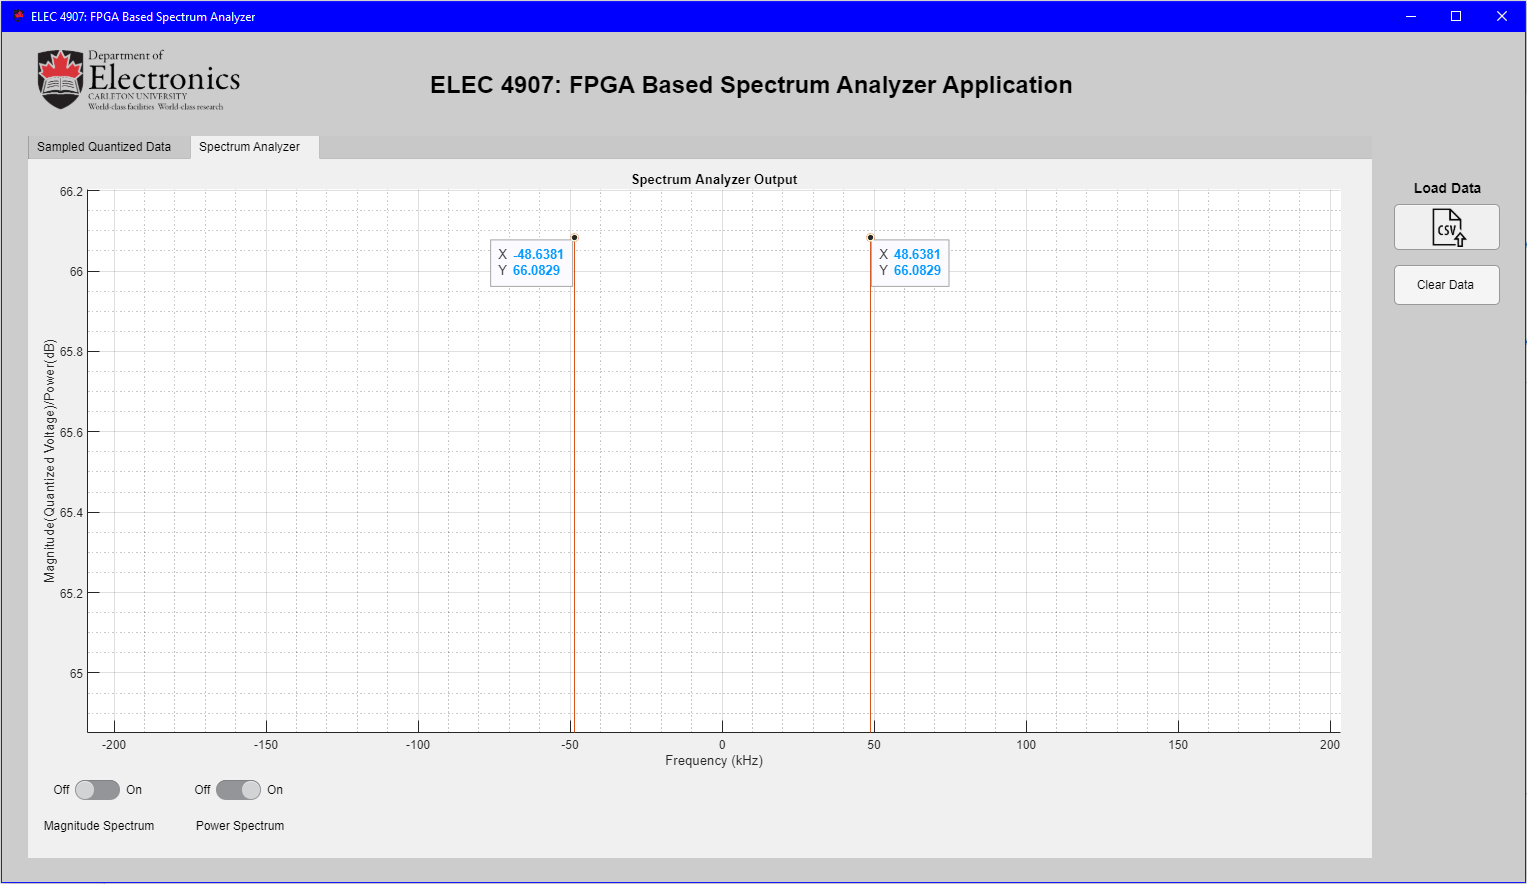 ELEC 4907: FPGA Based Spectrum Analyzer
Department of
Electronics
CARLETON UNIVERSITY
World-class facilities World class research
ELEC 4907: FPGA Based Spectrum Analyzer Application
Sampled Quantized Data
Spectrum Analyzer
Spectrum Analyzer Output
66.2
66
65.8
65.6
65.4
65.2
65
Magnitude(Quantized Voltage)/Power(dB)
X -48.6381
Y 66.0829
X 48.6381
Y 66.0829
-200 -150 -100 -50 0 50 100 150 200
Frequency (kHz)
Load Data
CSV
Clear Data
Off On
Magnitude Spectrum
Off On
Power Spectrum